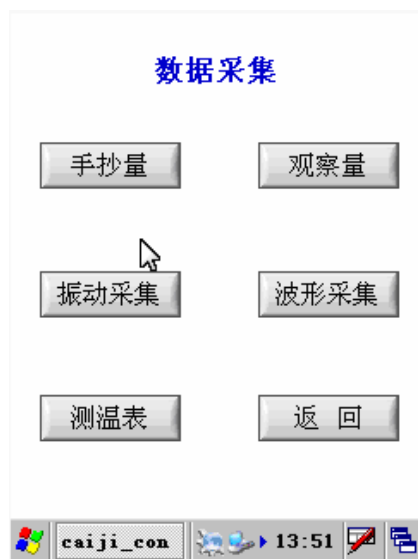 数据采集
手抄量 观察量
振动采集 波形采集
测温表 返 回
caiji_con 13:51